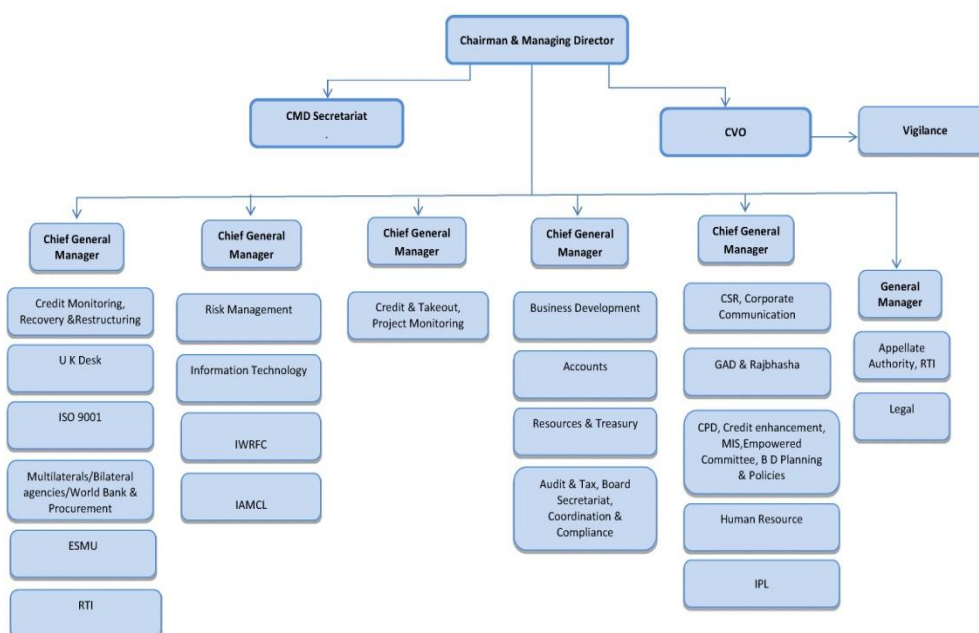 Chairman & Managing Director
CMD Secretariat
.
CVO
Vigilance
Chief General
Manager
Credit Monitoring,
Recovery &Restructuring
U K Desk
ISO 9001
Multilaterals/Bilateral
agencies/World Bank &
Procurement
ESMU
RTI
Chief General
Manager
Risk Management
Information Technology
IWRFC
IAMCL
Chief General
Manager
Credit & Takeout,
Project Monitoring
Chief General
Manager
Business Development
Accounts
Resources & Treasury
Audit & Tax, Board
Secretariat,
Coordination &
Compliance
Chief General
Manager
CSR, Corporate
Communication
GAD & Rajbhasha
CPD, Credit enhancement,
MIS,Empowered
Committee, B D Planning
& Policies
Human Resource
IPL
General
Manager
Appellate
Authority, RTI
Legal